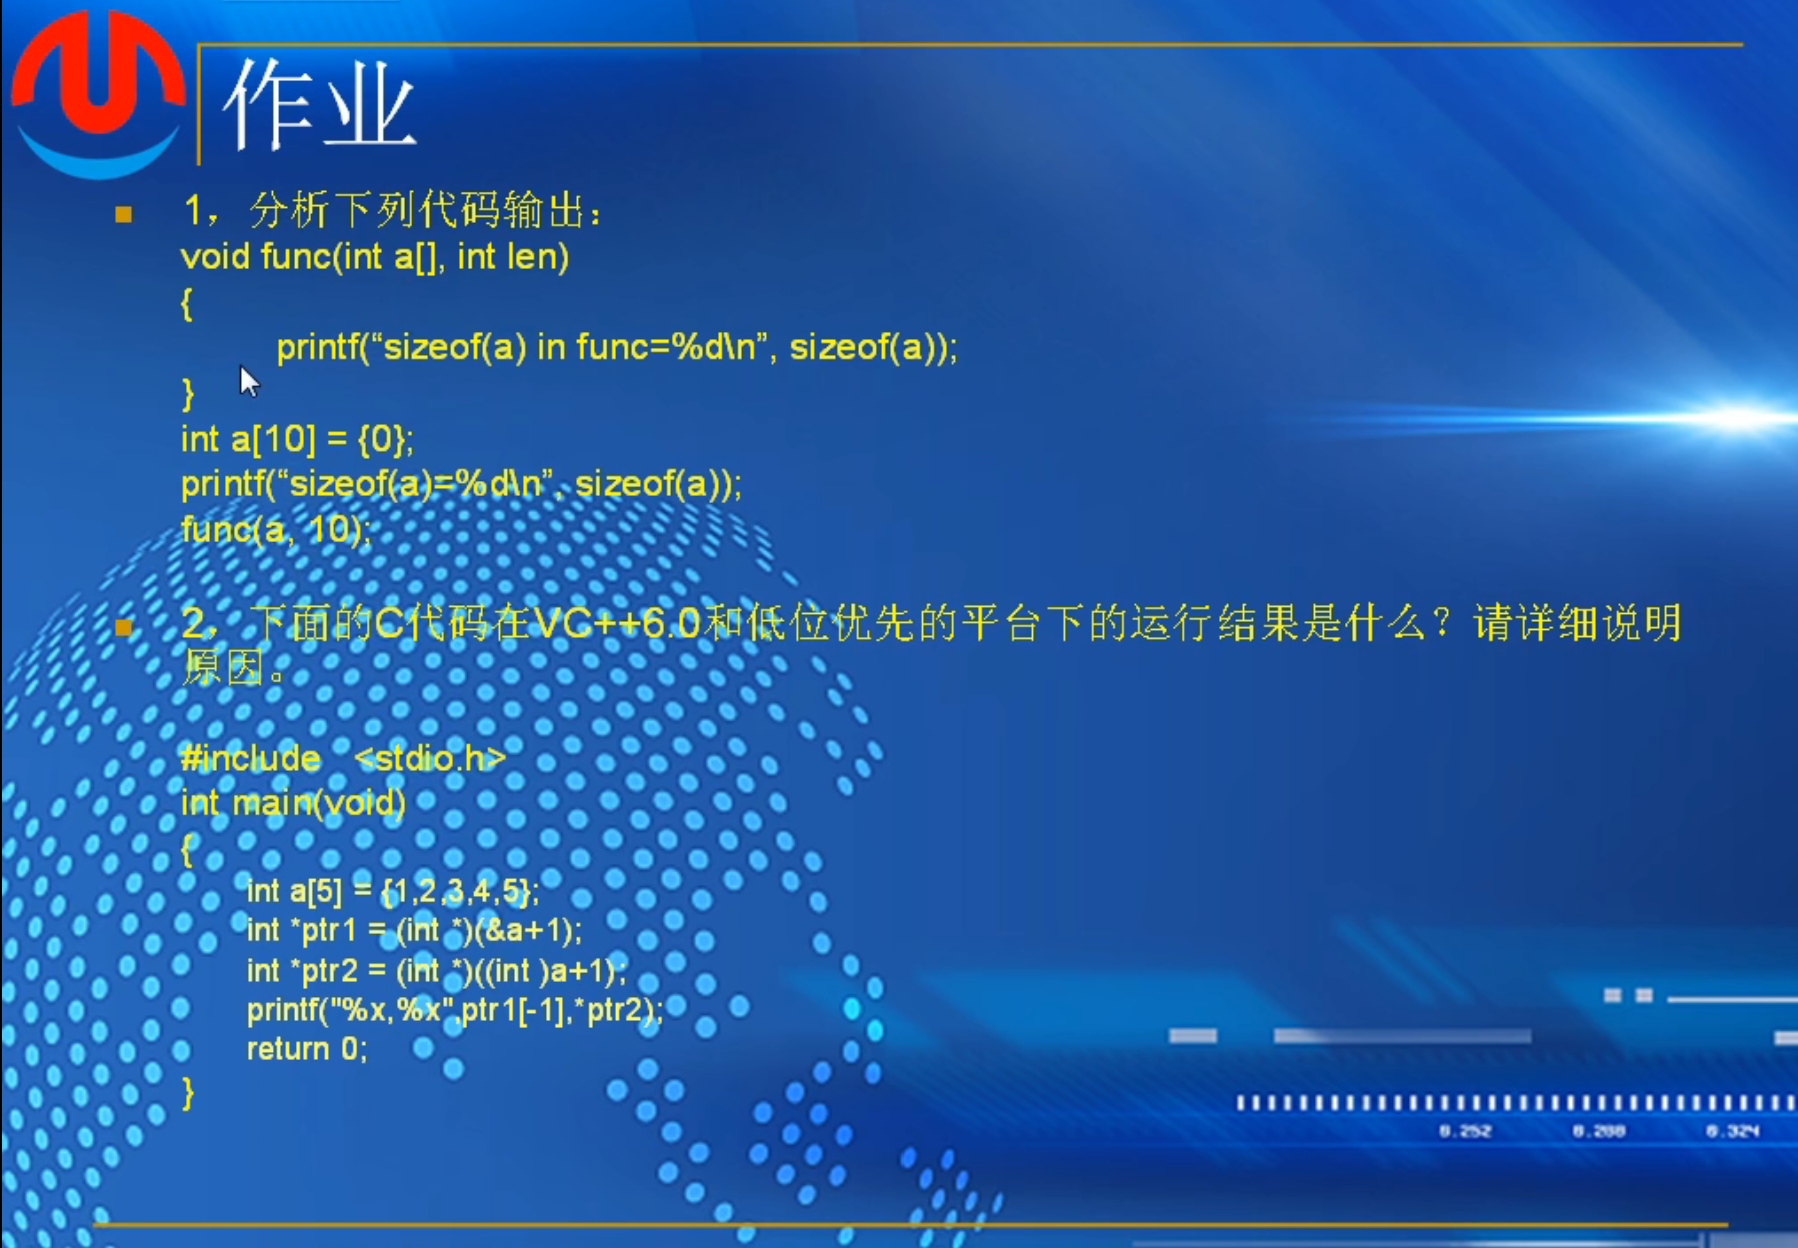 作业
1，分析下列代码输出：
void func(int a[], int len)
{
printf(“sizeof(a) in func=%d\n”, sizeof(a));
}
int a[10] = {0};
printf(“sizeof(a)=%d\n”, sizeof(a));
func(a, 10);
2，下面的C代码在VC++6.0和低位优先的平台下的运行结果是什么？请详细说明
原因。
#include <stdio.h>
int main(void)
{
int a[5] = {1,2,3,4,5};
int *ptr1 = (int *)(&a+1);
int *ptr2 = (int *)((int )a+1);
printf("%x,%x",ptr1[-1],*ptr2);
return 0;
}
0.252 0.288 0.324